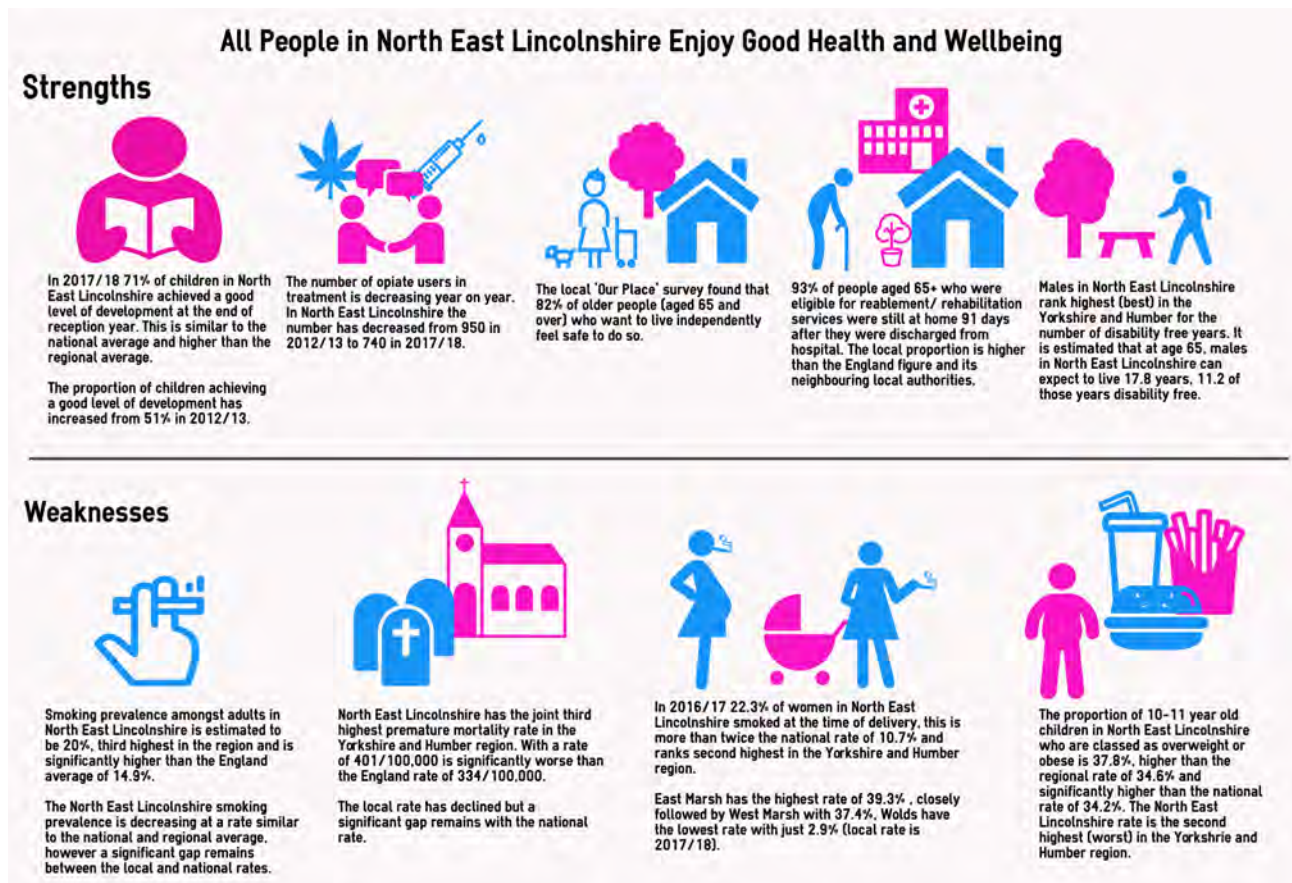 All People in North East Lincolnshire Enjoy Good Health and Wellbeing
Strengths
In 2017/18 71% of children in North
East Lincolnshire achieved a good
level of development at the end of
reception year. This is similar to the
national average and higher than the
regional average.
The proportion of children achieving
a good level of development has
increased from 51% in 2012/13.
The number of opiate users in
treatment is decreasing year on year.
In North East Lincolnshire the
number has decreased from 950 in
2012/13 to 740 in 2017/18.
The local 'Our Place' survey found that
82% of older people (aged 65 and
over) who want to live independently
feel safe to do so.
93% of people aged 65+ who were
eligible for reablement/ rehabilitation
services were still at home 91 days
after they were discharged from
hospital. The local proportion is higher
than the England figure and its
neighbouring local authorities.
Males in North East Lincolnshire
rank highest (best) in the
Yorkshire and Humber for the
number of disability free years. It
is estimated that at age 65, males
in North East Lincolnshire can
expect to live 17.8 years, 11.2 of
those years disability free.
Weaknesses
Smoking prevalence amongst adults in
North East Lincolnshire is estimated to
be 20%, third highest in the region and is
significantly higher than the England
average of 14.9%.
The North East Lincolnshire smoking
prevalence is decreasing at a rate similar
to the national and regional average,
however a significant gap remains
between the local and national rates.
North East Lincolnshire has the joint third
highest premature mortality rate in the
Yorkshire and Humber region. With a rate
of 401/100,000 is significantly worse than
the England rate of 334/100,000.
The local rate has declined but a
significant gap remains with the national
rate.
In 2016/17 22.3% of women in North East
Lincolnshire smoked at the time of delivery, this is
more than twice the national rate of 10.7% and
ranks second highest in the Yorkshire and Humber
region.
East Marsh has the highest rate of 39.3% , closely
followed by West Marsh with 37.4%, Wolds have
the lowest rate with just 2.9% (local rate is
2017/18).
The proportion of 10-11 year old
children in North East Lincolnshire
who are classed as overweight or
obese is 37.8%, higher than the
regional rate of 34.6% and
significantly higher than the national
rate of 34.2%. The North East
Lincolnshire rate is the second
highest (worst) in the Yorkshrie and
Humber region.